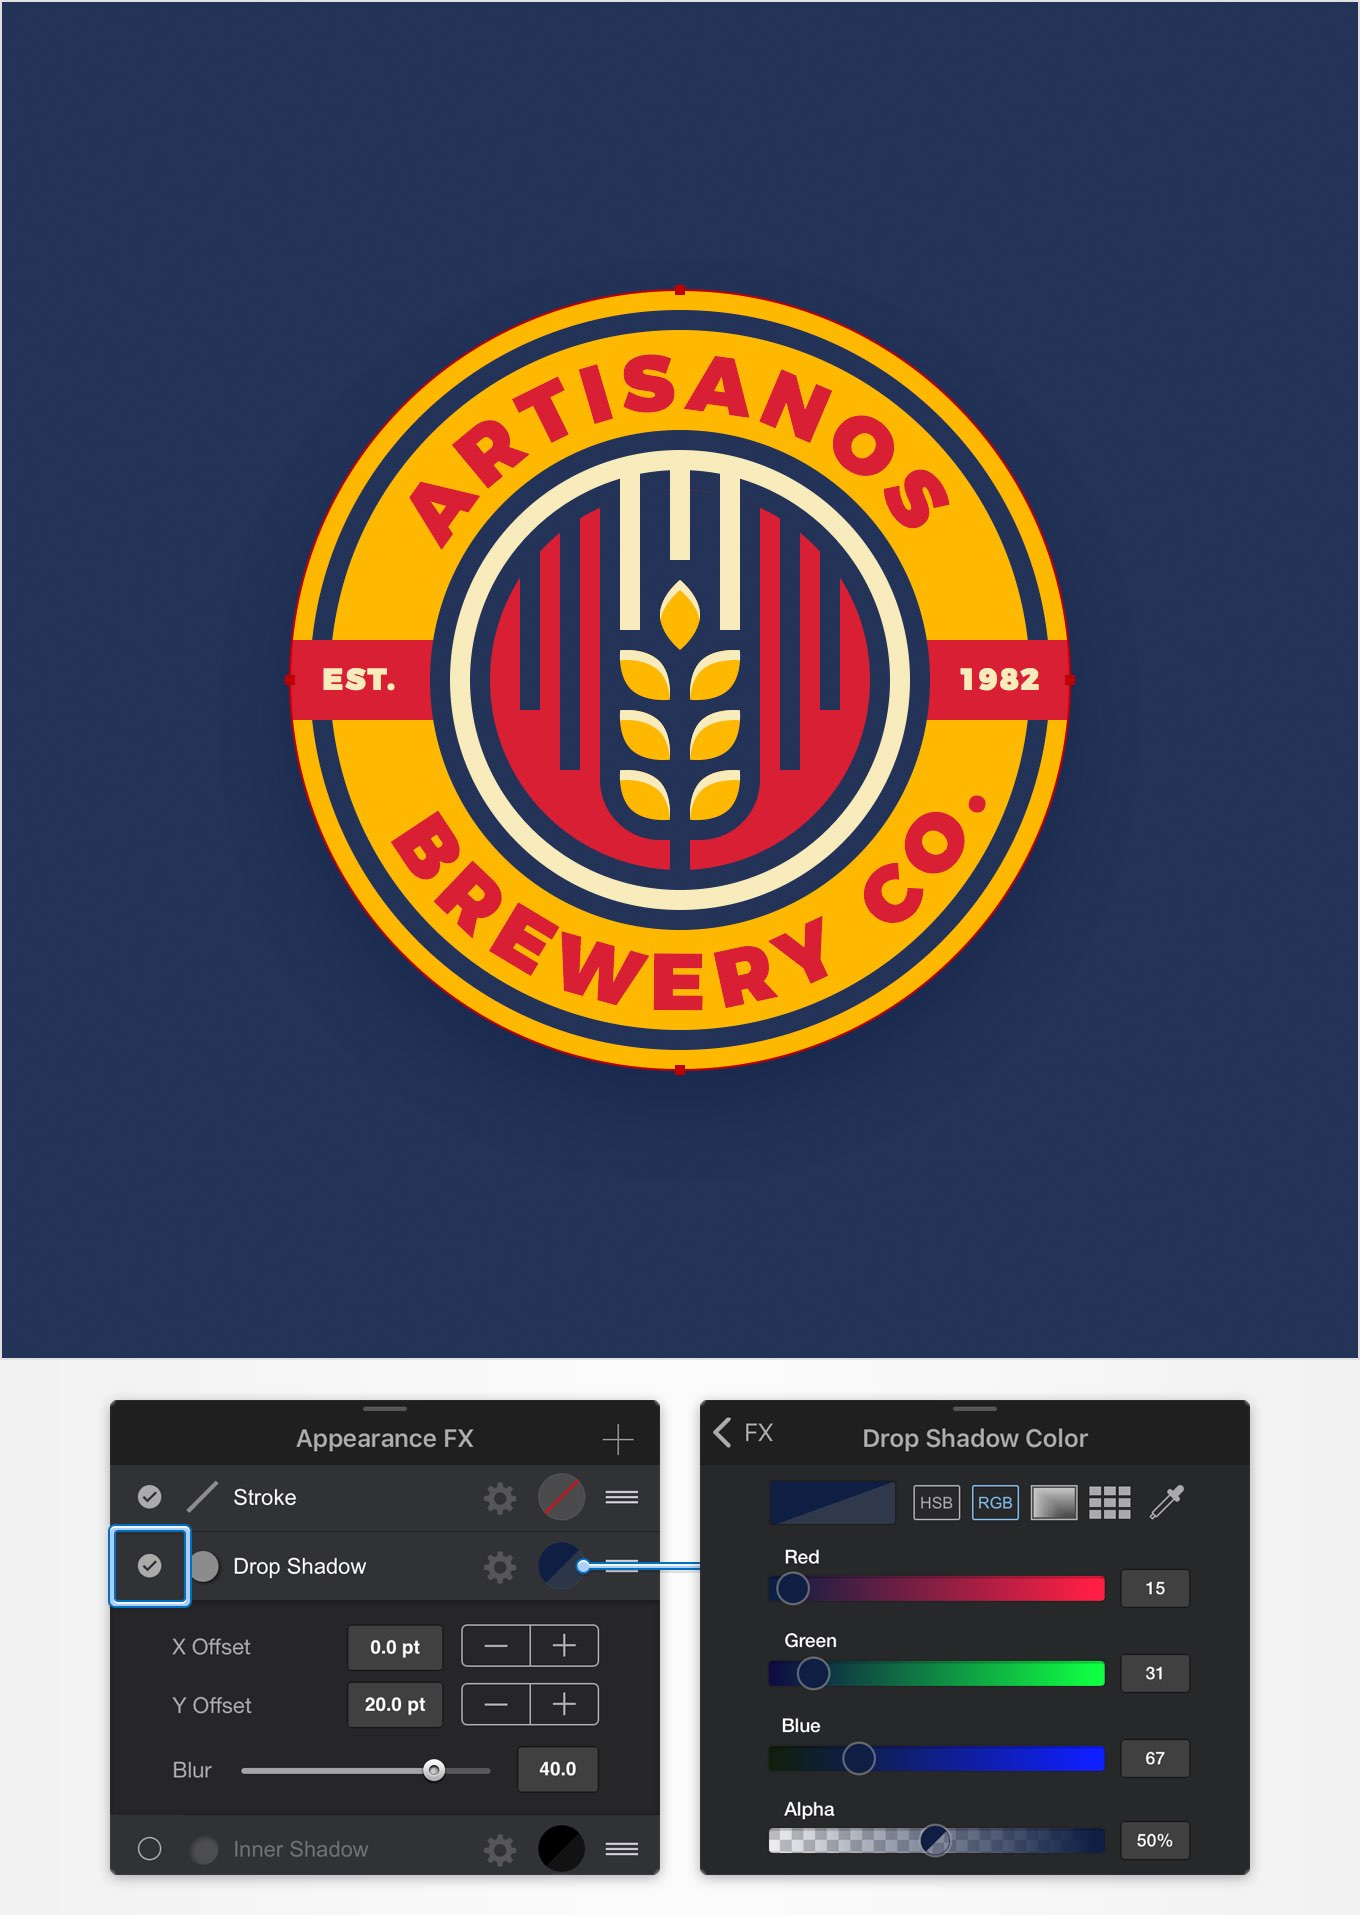 ARTISANOS
EST.
1982
BREWERY CO.
Appearance FX
Stroke
Drop Shadow
X Offset
0.0 pt
Y Offset
20.0 pt
Blur
40.0
Inner Shadow
FX
Drop Shadow Color
HSB
RGB
Red
15
Green
31
Blue
67
Alpha
50%